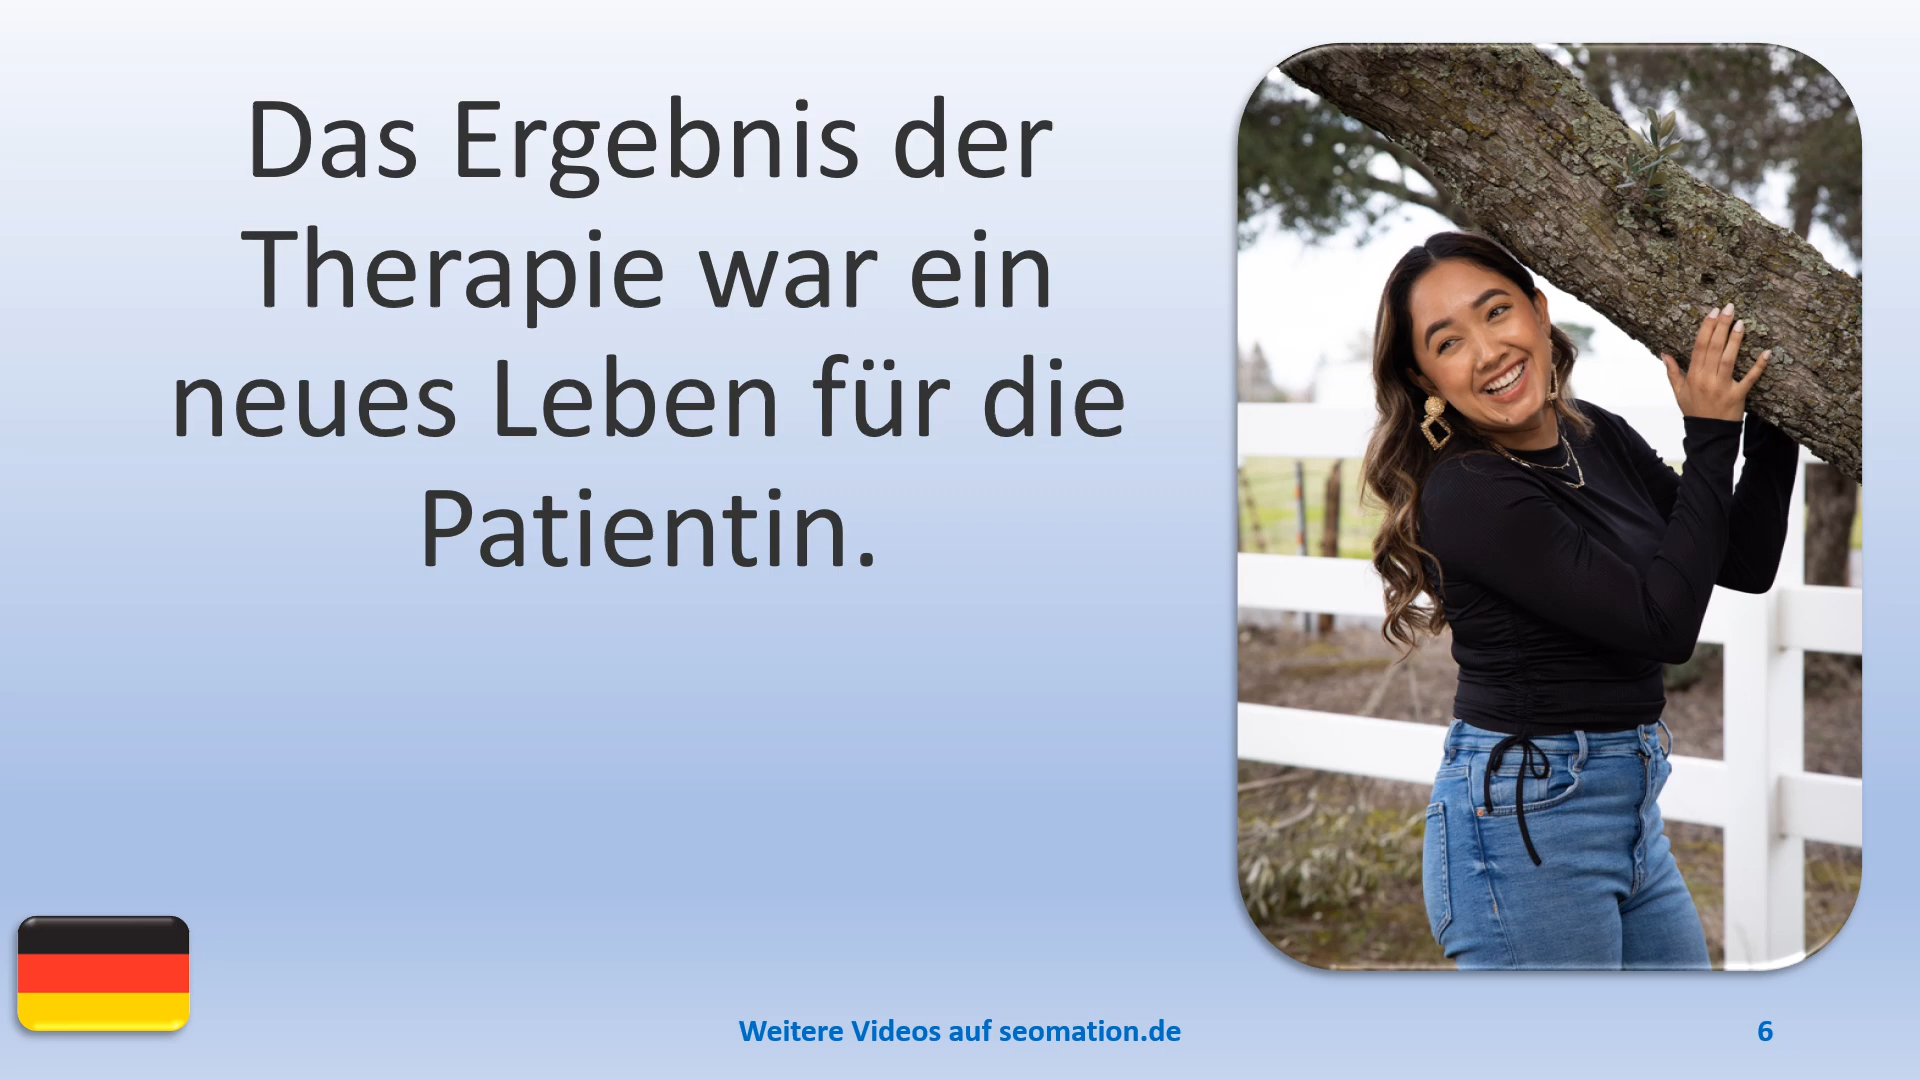 Das Ergebnis der
Therapie war ein
neues Leben für die
Patientin.
Weitere Videos auf seomation.de
6